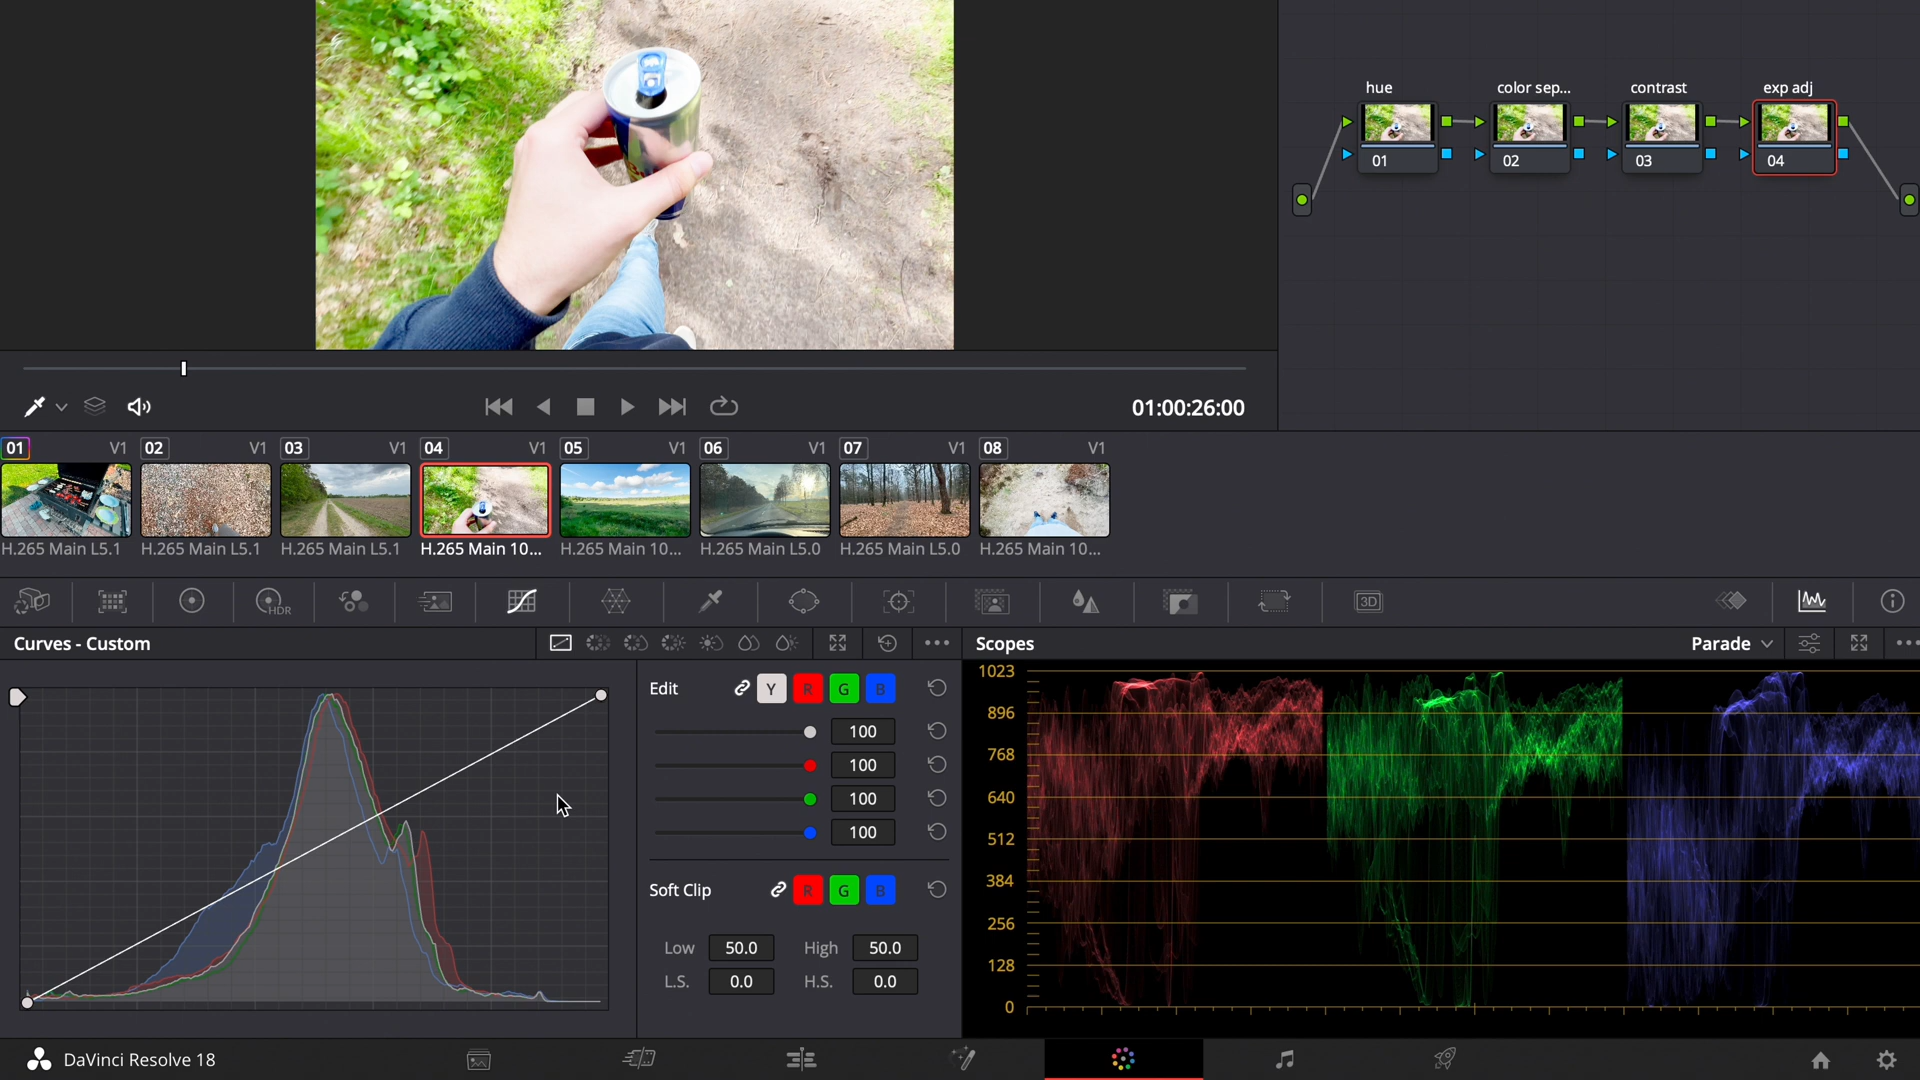 hue
color sep...
contrast
exp adj
01
02
03
04
01:00:26:00
01 V1 02 V1 03 V1 04 V1 05 V1 06 V1 07 V1 08 V1
H.265 Main L5.1 H.265 Main L5.1 H.265 Main L5.1 H.265 Main 10... H.265 Main 10... H.265 Main L5.0 H.265 Main L5.0 H.265 Main 10...
HDR
3D
Curves - Custom
Scopes
Parade
Edit
Y R G B
100
100
100
100
Soft Clip
R G B
Low 50.0 High 50.0
L.S. 0.0 H.S. 0.0
1023
896
768
640
512
384
256
128
0
DaVinci Resolve 18